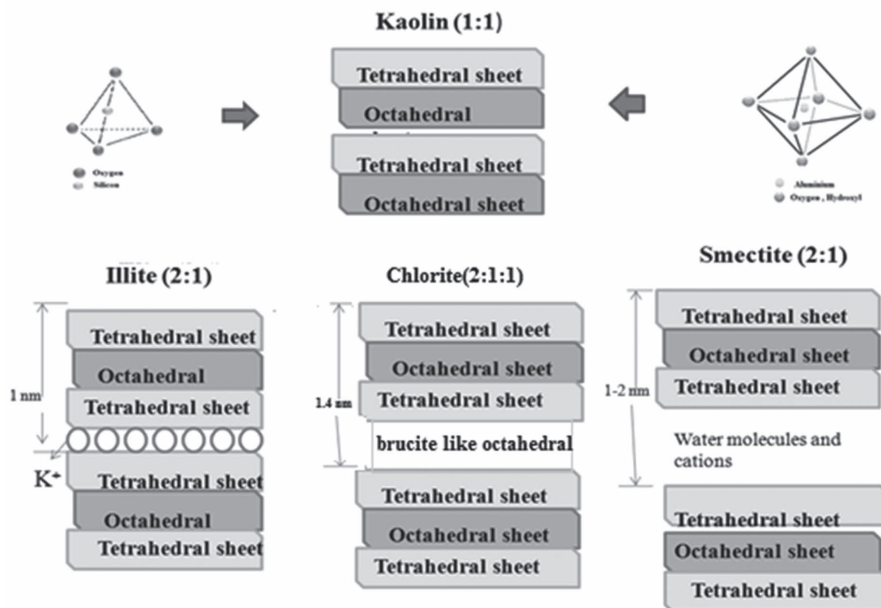 Kaolin (1:1)
Tetrahedral sheet
Octahedral
Tetrahedral sheet
Octahedral sheet
Oxygen
Silicon
Aluminium
Oxygen , Hydroxyl
Illite (2:1)
1 nm
Tetrahedral sheet
Octahedral
Tetrahedral sheet
K+
Tetrahedral sheet
Octahedral
Tetrahedral sheet
Chlorite(2:1:1)
1.4 nm
Tetrahedral sheet
Octahedral sheet
Tetrahedral sheet
brucite like octahedral
Tetrahedral sheet
Octahedral sheet
Tetrahedral sheet
Smectite (2:1)
1-2 nm
Tetrahedral sheet
Octahedral sheet
Tetrahedral sheet
Water molecules and
cations
Tetrahedral sheet
Octahedral sheet
Tetrahedral sheet